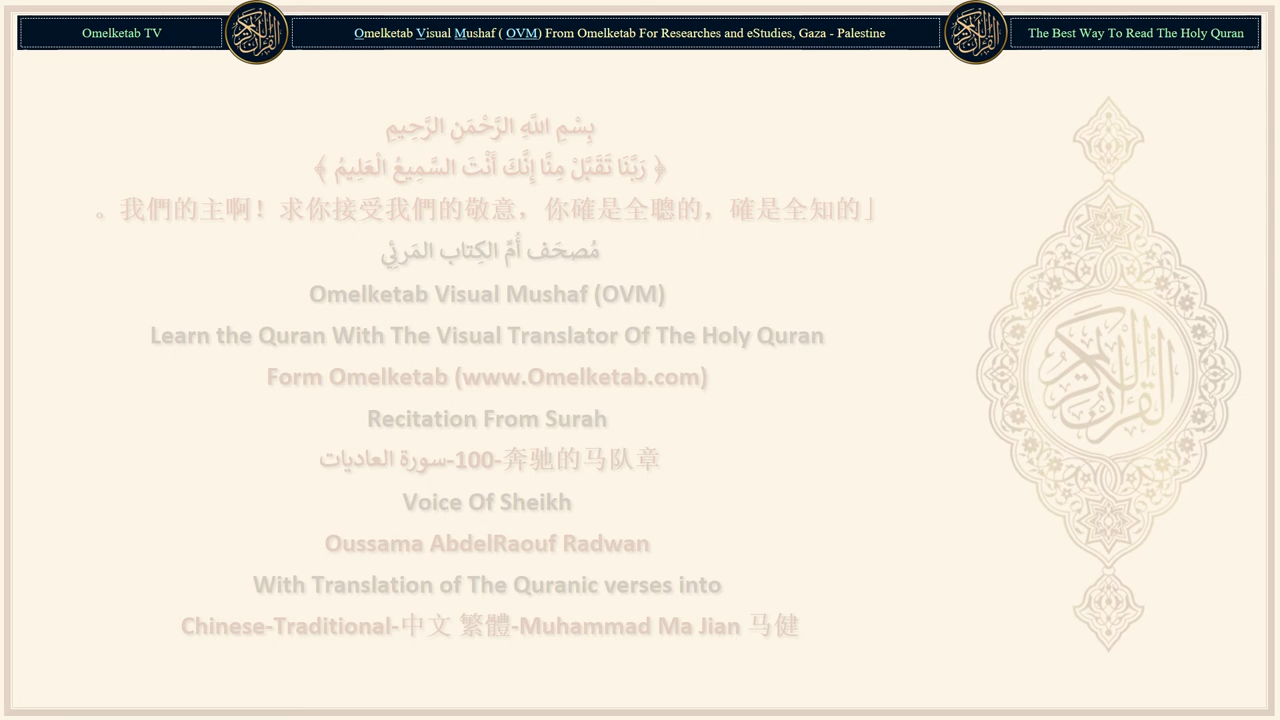 Omelketab TV
Omelketab Visual Mushaf ( OVM) From Omelketab For Researches and eStudies, Gaza - Palestine
The Best Way To Read The Holy Quran
بِسْمِ اللَّهِ الرَّحْمَنِ الرَّحِيمِ
﴿ رَبَّنَا تَقَبَّلْ مِنَّا إِنَّكَ أَنْتَ السَّمِيعُ الْعَلِيمُ ﴾
。我們的主啊！求你接受我們的敬意，你確是全聰的，確是全知的」
مُصحَف أُمِّ الكِتاب المَرئِي
Omelketab Visual Mushaf (OVM)
Learn the Quran With The Visual Translator Of The Holy Quran
Form Omelketab (www.Omelketab.com)
Recitation From Surah
سورة العاديات-100-奔驰的马队章
Voice Of Sheikh
Oussama AbdelRaouf Radwan
With Translation of The Quranic verses into
Chinese-Traditional-中文 繁體-Muhammad Ma Jian 马健